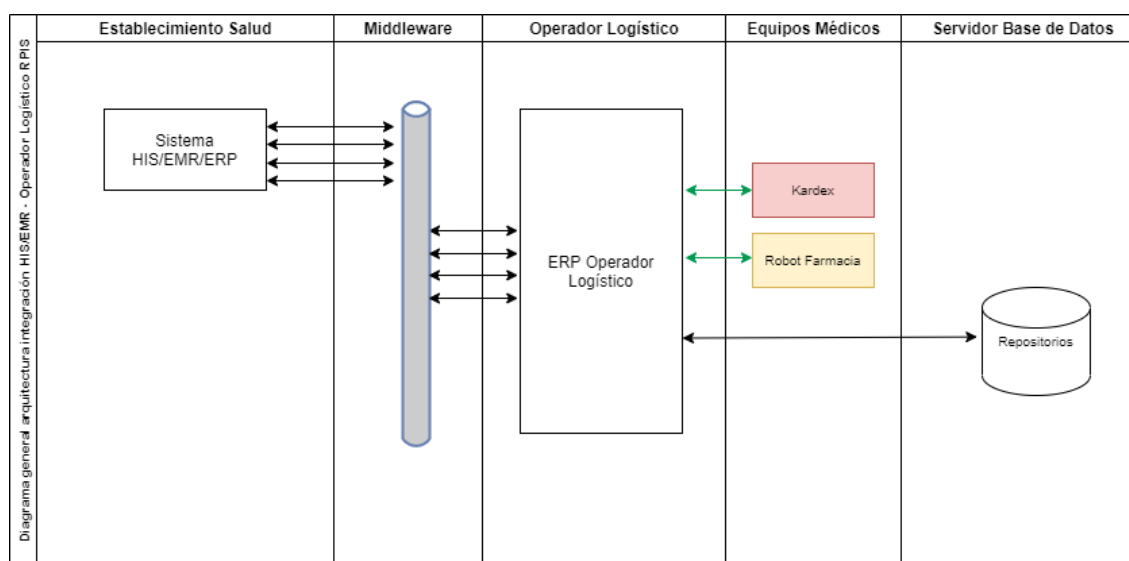 Diagrama general arquitectura integración HIS/EMR - Operador Logístico RPIS
Establecimiento Salud
Middleware
Operador Logístico
Equipos Médicos
Servidor Base de Datos
Sistema
HIS/EMR/ERP
ERP Operador
Logístico
Kardex
Robot Farmacia
Repositorios